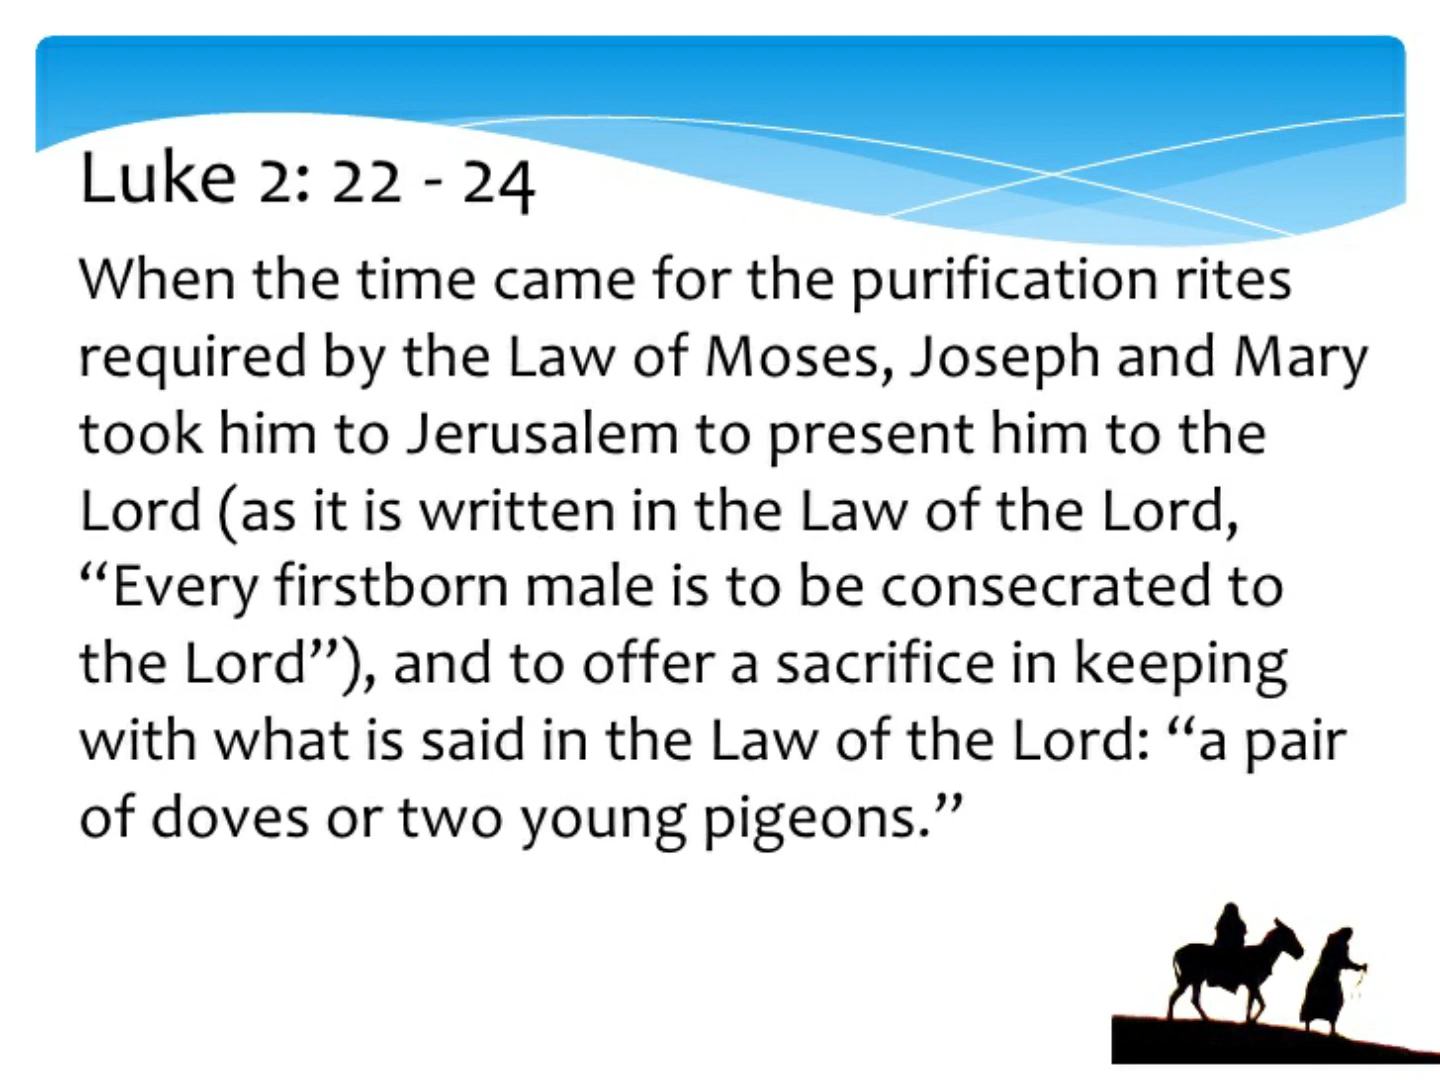 Luke 2: 22 - 24
When the time came for the purification rites
required by the Law of Moses, Joseph and Mary
took him to Jerusalem to present him to the
Lord (as it is written in the Law of the Lord,
“Every firstborn male is to be consecrated to
the Lord”), and to offer a sacrifice in keeping
with what is said in the Law of the Lord: “a pair
of doves or two young pigeons.”